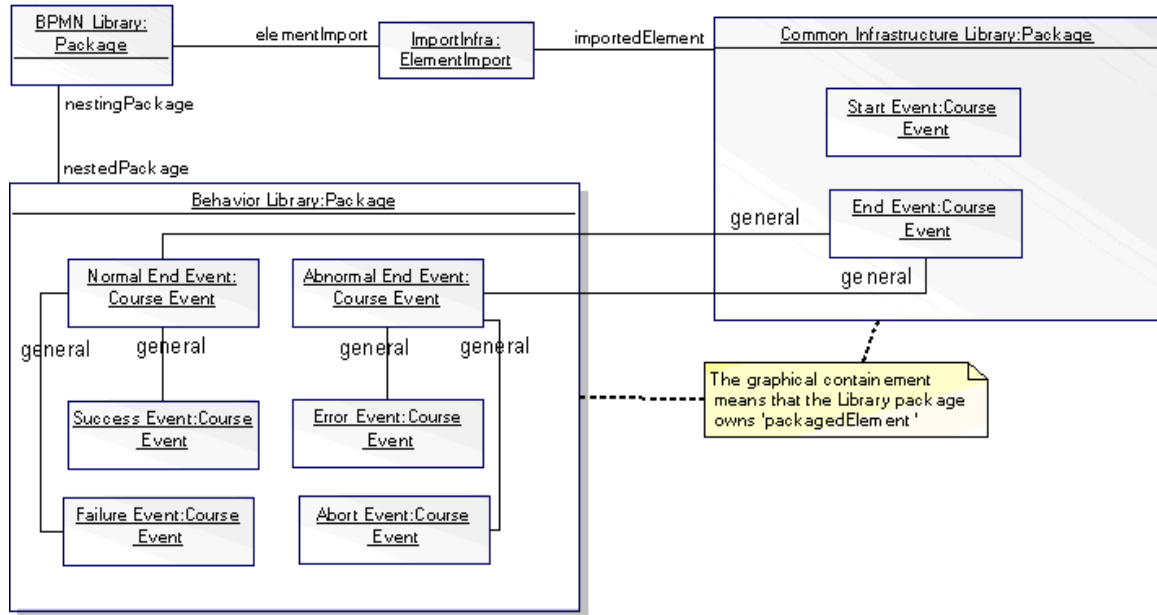 BPMN Library:
Package
elementImport
ImportInfra:
ElementImport
importedElement
Common Infrastructure Library:Package
nestingPackage
Start Event:Course
Event
nestedPackage
Behavior Library:Package
general
End Event:Course
Event
general
Normal End Event:
Course Event
Abnormal End Event:
Course Event
general
general
general
general
The graphical containement
means that the Library package
owns 'packagedElement '
Success Event:Course
Event
Error Event:Course
Event
Failure Event:Course
Event
Abort Event:Course
Event